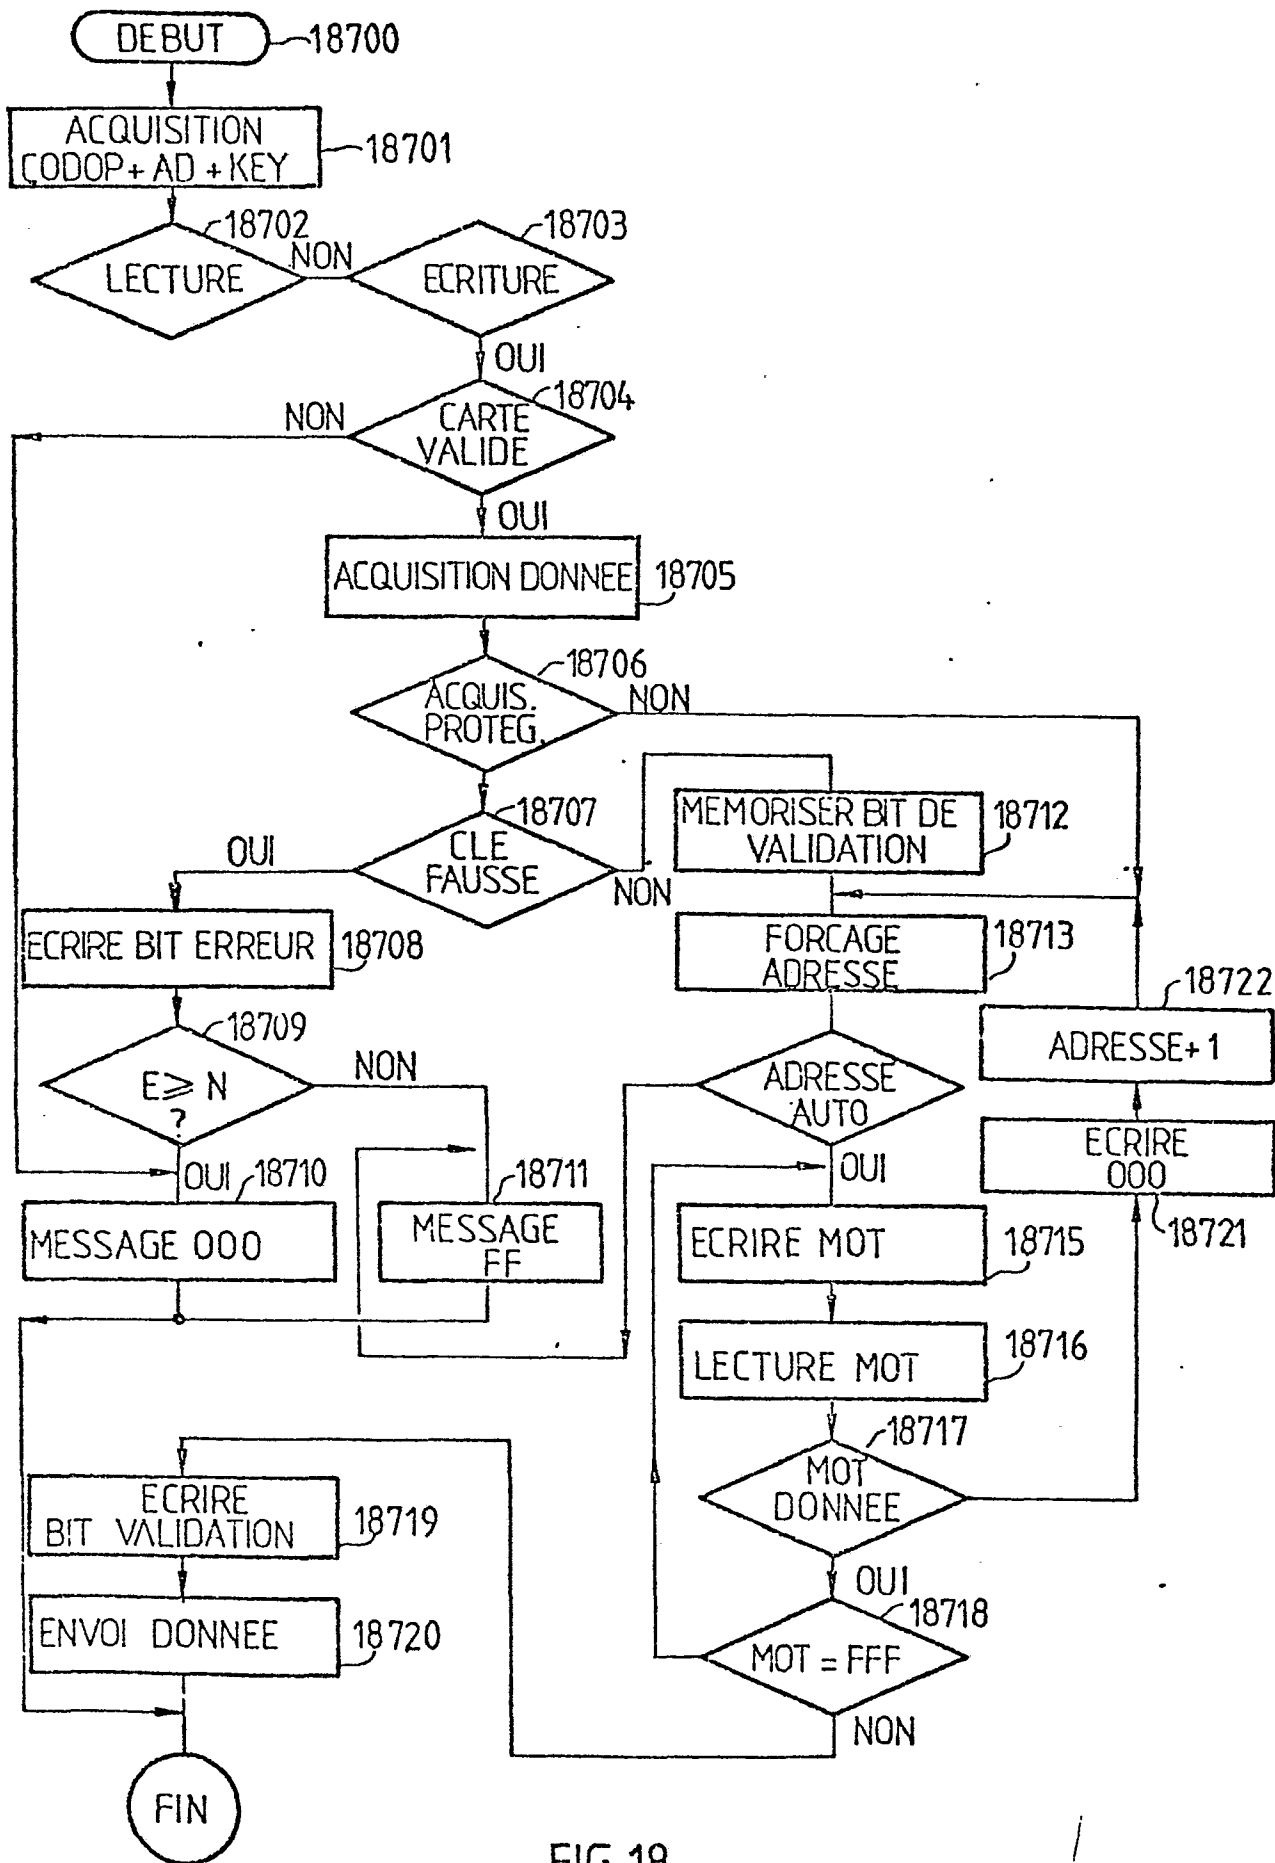 DEBUT
18700
ACQUISITION
CODOP + AD + KEY
18701
18702
LECTURE
NON
18703
ECRITURE
OUI
18704
CARTE
VALIDE
NON
OUI
ACQUISITION DONNEE
18705
18706
ACQUIS.
PROTEG.
NON
18707
CLE
FAUSSE
OUI
NON
MEMORISER BIT DE
VALIDATION
18712
ECRIRE BIT ERREUR
18708
FORCAGE
ADRESSE
18713
18722
ADRESSE + 1
18709
E ⩾ N
?
NON
ADRESSE
AUTO
ECRIRE
000
18721
OUI
18710
18711
OUI
MESSAGE 000
MESSAGE
FF
ECRIRE MOT
18715
LECTURE MOT
18716
18717
MOT
DONNEE
ECRIRE
BIT VALIDATION
18719
OUI
18718
ENVOI DONNEE
18720
MOT = FFF
NON
FIN
FIG. 19